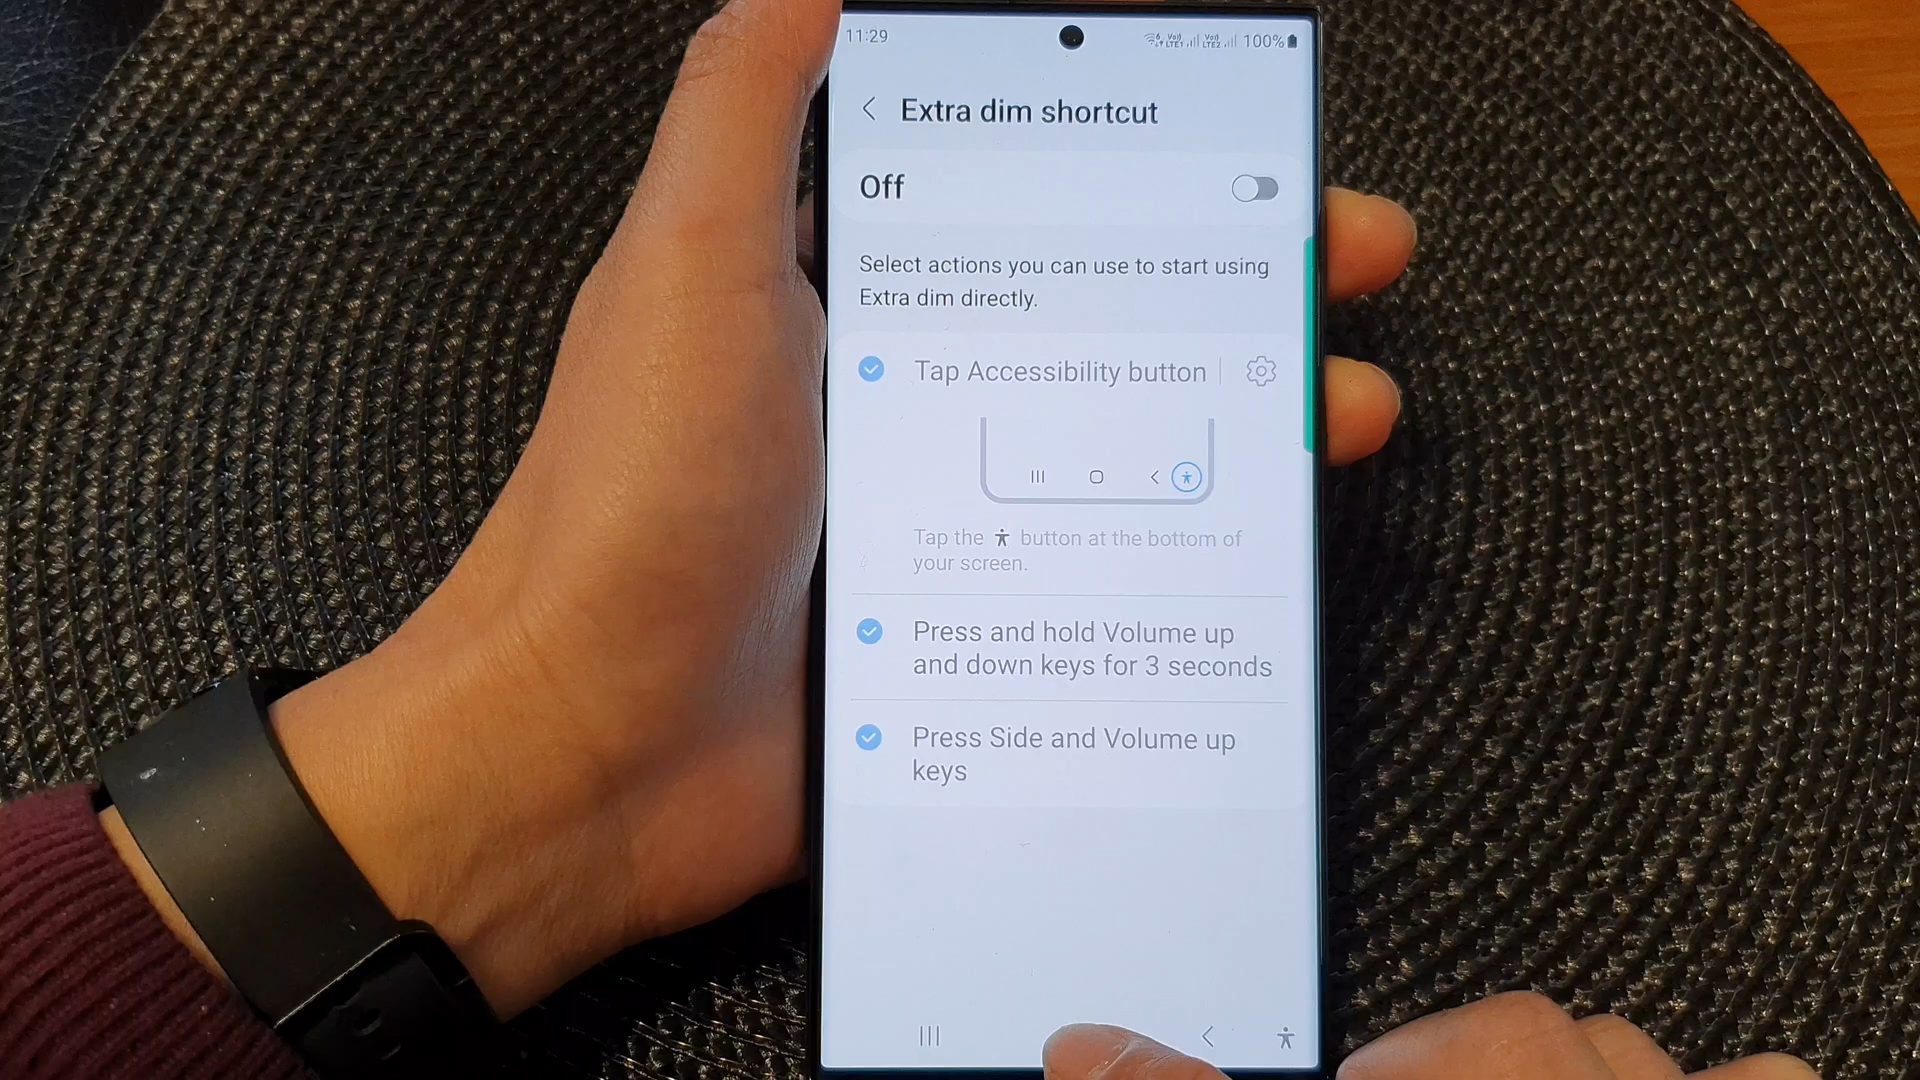 11:29
100%
Extra dim shortcut
Off
Select actions you can use to start using
Extra dim directly.
Tap Accessibility button
Tap the button at the bottom of
your screen.
Press and hold Volume up
and down keys for 3 seconds
Press Side and Volume up
keys